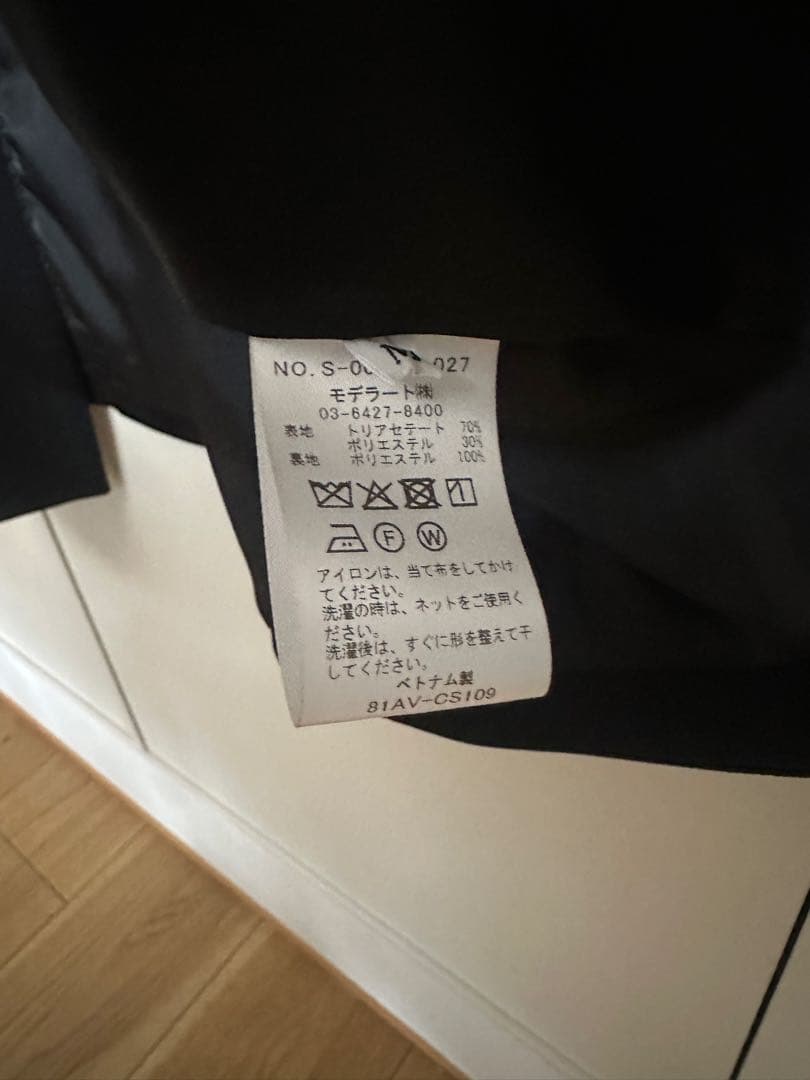 NO. S-00 027
M
モデラート㈱
03-6427-8400
表地 トリアセテート 70%
ポリエステル 30%
裏地 ポリエステル 100%
F W
アイロンは、当て布をしてかけ
てください。
洗濯の時は、ネットをご使用く
ださい。
洗濯後は、すぐに形を整えて干
してください。
ベトナム製
81AV-CS109